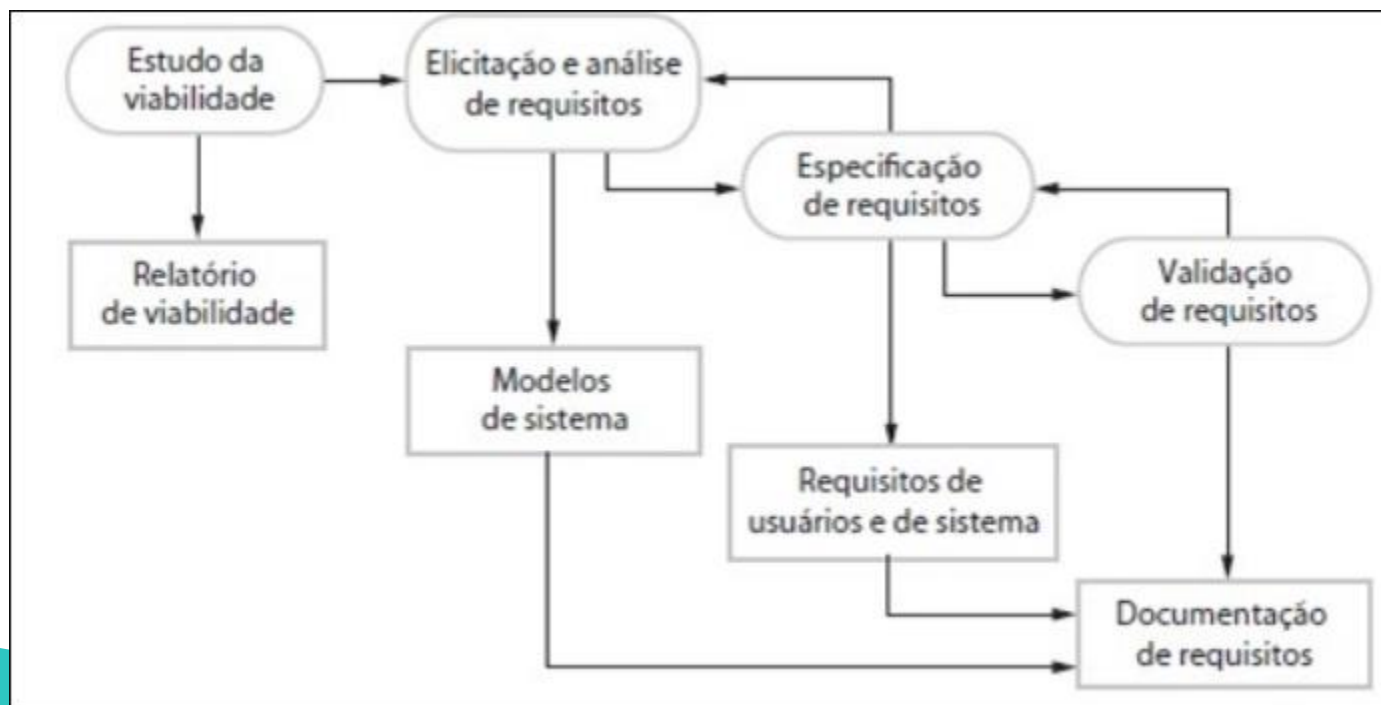 Estudo da
viabilidade
Elicitação e análise
de requisitos
Especificação
de requisitos
Validação
de requisitos
Relatório
de viabilidade
Modelos
de sistema
Requisitos de
usuários e de sistema
Documentação
de requisitos